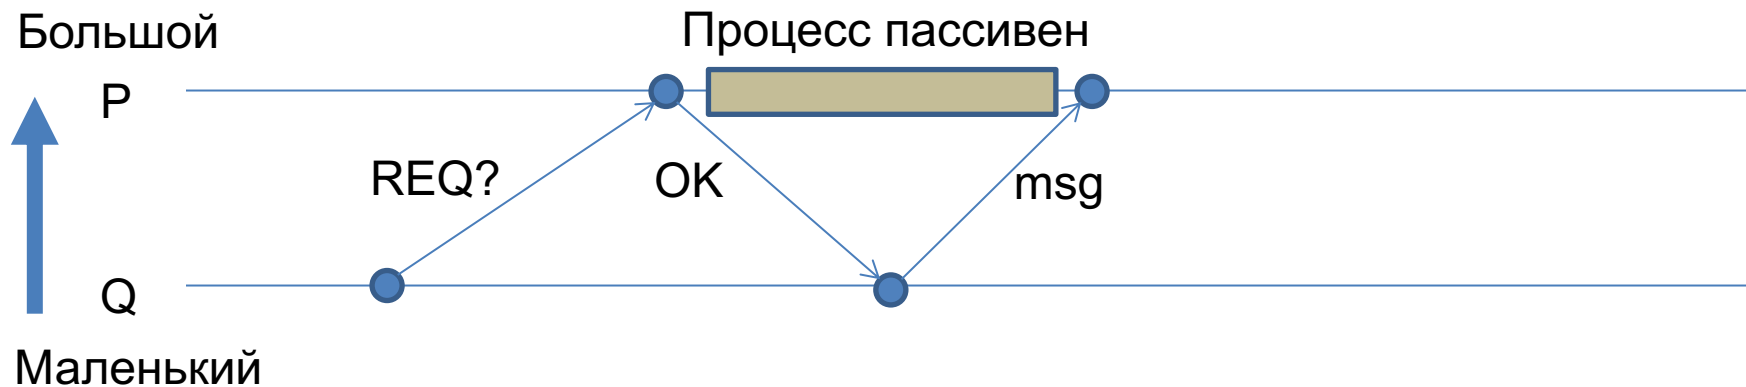 Большой
Процесс пассивен
P
REQ?
OK
msg
Q
Маленький